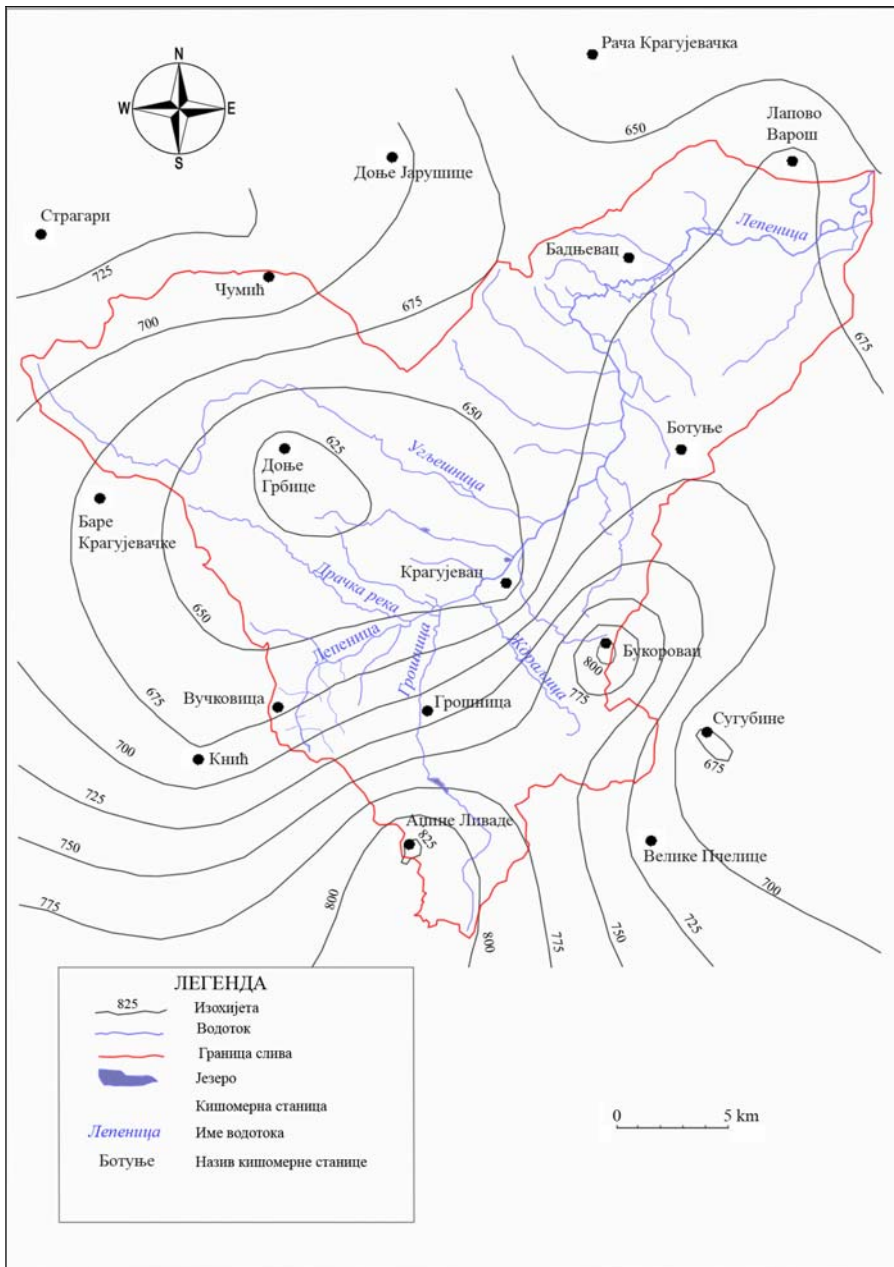 Рача Крагујевачка
N
W
E
S
650
Лапово
Варош
Доње Јарушице
Страгари
Лепеница
Бадњевац
725
Чумић
700
675
675
650
Ботуње
625
Доње
Грбице
Угљешница
Баре
Крагујевачке
Крагујевац
Драчка река
650
Лепеница
Грошница
Ждраљица
Букоровац
800
775
675
Вучковица
Грошница
Сугубине
675
700
Кнић
725
Аџине Ливаде
825
Велике Пчелице
750
700
775
800
800
775
750
725
ЛЕГЕНДА
825
Изохијета
Водоток
Граница слива
Језеро
Кишомерна станица
Лепеница
Име водотока
Ботуње
Назив кишомерне станице
0
5 km